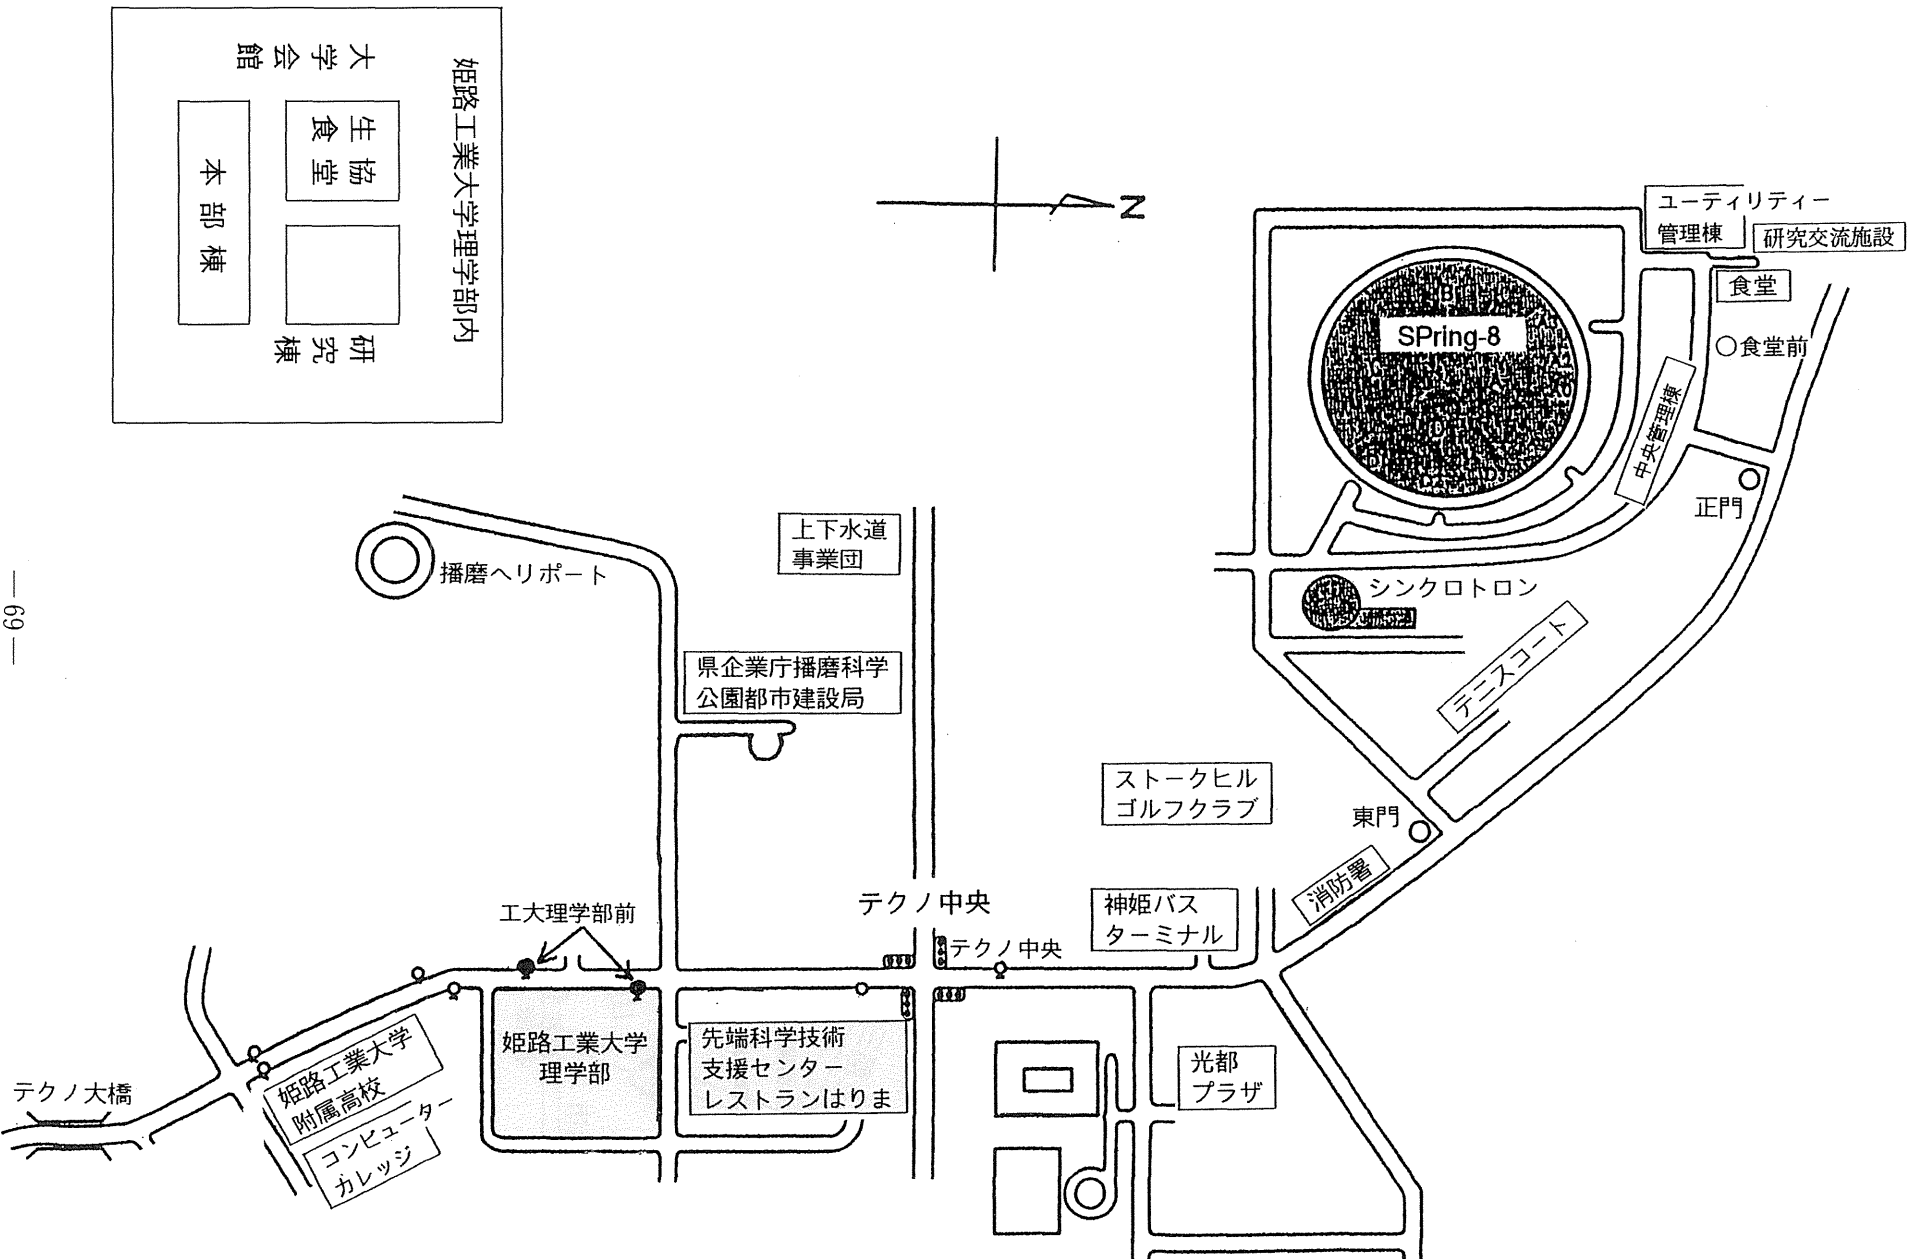 姫路工業大学理学部内
大学会館
生協
食堂
本部棟
研究棟
N
ユーティリティー
管理棟
研究交流施設
食堂
○食堂前
SPring-8
中央管理棟
正門
シンクロトロン
テニスコート
上下水道
事業団
播磨ヘリポート
県企業庁播磨科学
公園都市建設局
ストークヒル
ゴルフクラブ
東門
消防署
テクノ中央
神姫バス
ターミナル
テクノ中央
工大理学部前
姫路工業大学
理学部
先端科学技術
支援センター
レストランはりま
光都
プラザ
テクノ大橋
姫路工業大学
附属高校
コンピューター
カレッジ
—69—